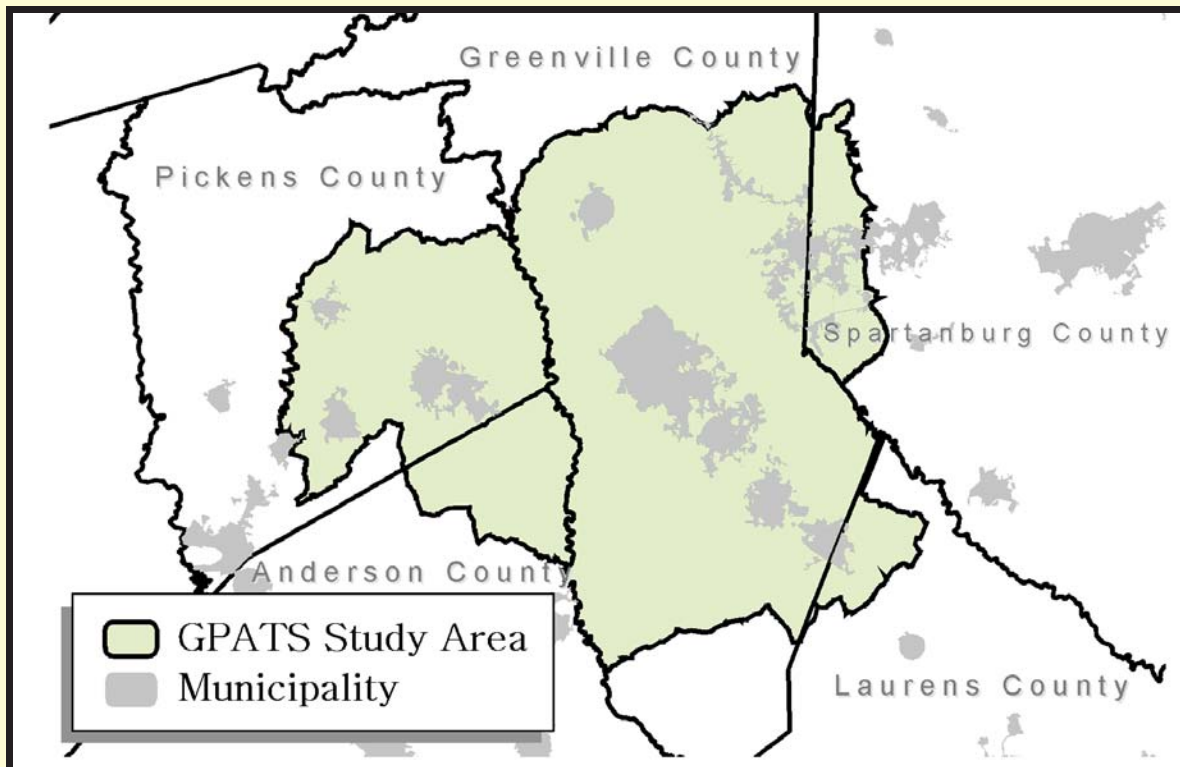 Greenville County
Pickens County
Spartanburg County
Anderson County
GPATS Study Area
Municipality
Laurens County